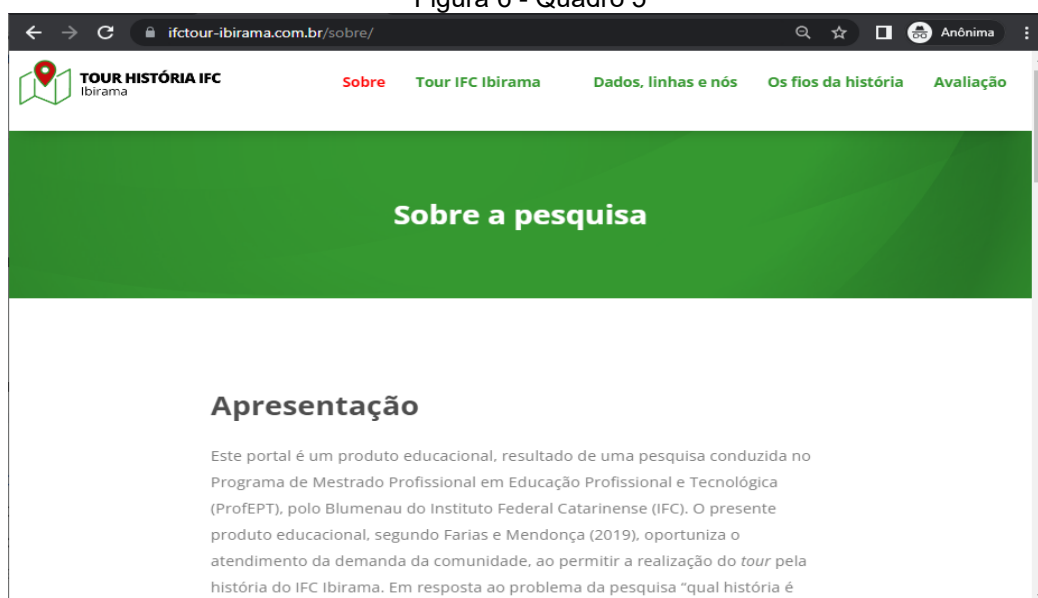 Figura 6 - Quadro 5
ifctour-ibirama.com.br/sobre/
Anônima
TOUR HISTÓRIA IFC
Ibirama
Sobre
Tour IFC Ibirama
Dados, linhas e nós
Os fios da história
Avaliação
Sobre a pesquisa
Apresentação
Este portal é um produto educacional, resultado de uma pesquisa conduzida no
Programa de Mestrado Profissional em Educação Profissional e Tecnológica
(ProfEPT), polo Blumenau do Instituto Federal Catarinense (IFC). O presente
produto educacional, segundo Farias e Mendonça (2019), oportuniza o
atendimento da demanda da comunidade, ao permitir a realização do tour pela
história do IFC Ibirama. Em resposta ao problema da pesquisa “qual história é